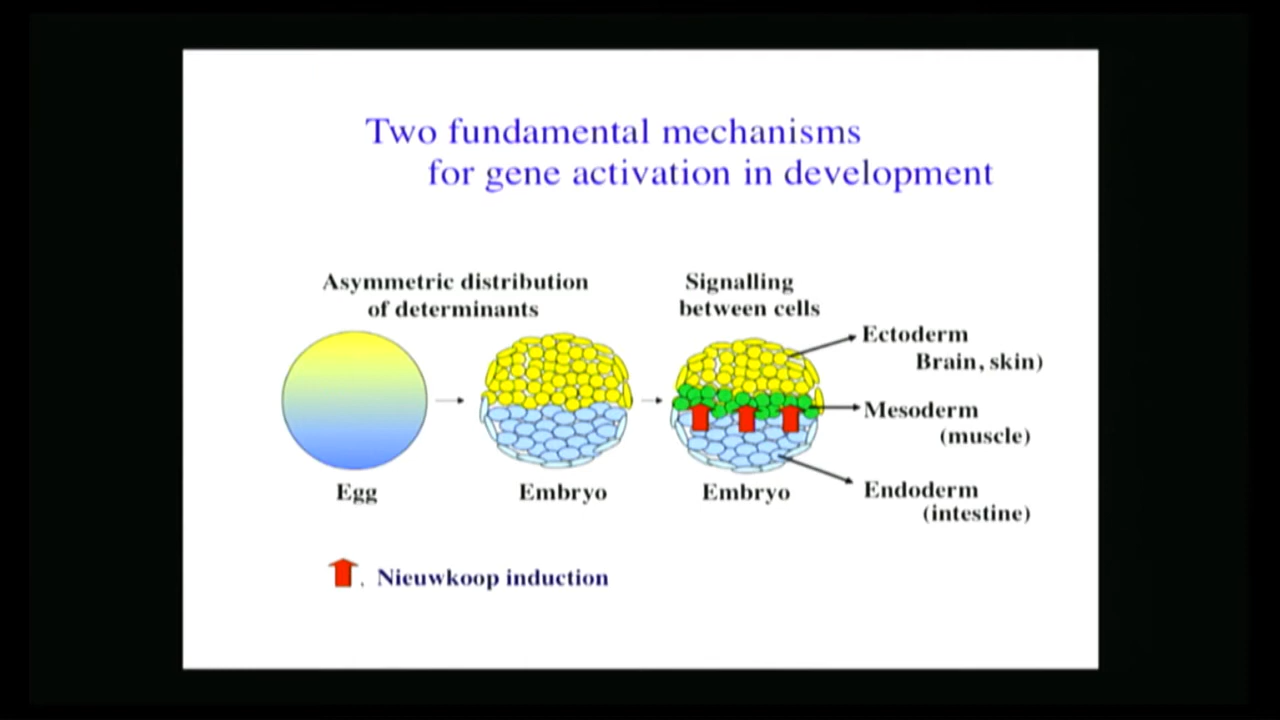 Two fundamental mechanisms
for gene activation in development
Asymmetric distribution
of determinants
Signalling
between cells
Ectoderm
Brain, skin)
Mesoderm
(muscle)
Endoderm
(intestine)
Egg
Embryo
Embryo
. Nieuwkoop induction